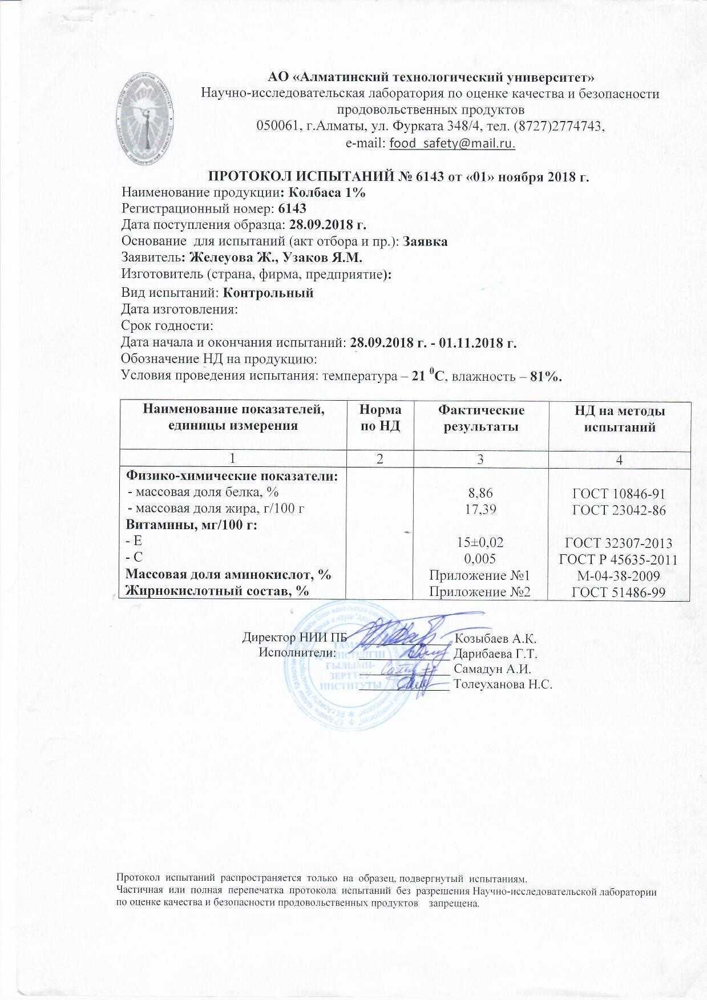 АО «Алматинский технологический университет»
Научно-исследовательская лаборатория по оценке качества и безопасности
продовольственных продуктов
050061, г.Алматы, ул. Фурката 348/4, тел. (8727)2774743,
e-mail: food_safety@mail.ru.
ПРОТОКОЛ ИСПЫТАНИЙ № 6143 от «01» ноября 2018 г.
Наименование продукции: Колбаса 1%
Регистрационный номер: 6143
Дата поступления образца: 28.09.2018 г.
Основание для испытаний (акт отбора и пр.): Заявка
Заявитель: Желеуова Ж., Узаков Я.М.
Изготовитель (страна, фирма, предприятие):
Вид испытаний: Контрольный
Дата изготовления:
Срок годности:
Дата начала и окончания испытаний: 28.09.2018 г. - 01.11.2018 г.
Обозначение НД на продукцию:
Условия проведения испытания: температура – 21 ⁰С, влажность – 81%.
Наименование показателей, Норма Фактические НД на методы
единицы измерения по НД результаты испытаний
1 2 3 4
Физико-химические показатели:
- массовая доля белка, % 8,86 ГОСТ 10846-91
- массовая доля жира, г/100 г 17,39 ГОСТ 23042-86
Витамины, мг/100 г:
- Е 15±0,02 ГОСТ 32307-2013
- С 0,005 ГОСТ Р 45635-2011
Массовая доля аминокислот, % Приложение №1 М-04-38-2009
Жирнокислотный состав, % Приложение №2 ГОСТ 51486-99
Директор НИИ ПБ Козыбаев А.К.
Исполнители: Дарибаева Г.Т.
Самадун А.И.
Толеуханова Н.С.
ҒЫЛЫМИ-
ЗЕРТТЕУ
ИНСТИТУТЫ
Протокол испытаний распространяется только на образец, подвергнутый испытаниям.
Частичная или полная перепечатка протокола испытаний без разрешения Научно-исследовательской лаборатории
по оценке качества и безопасности продовольственных продуктов запрещена.